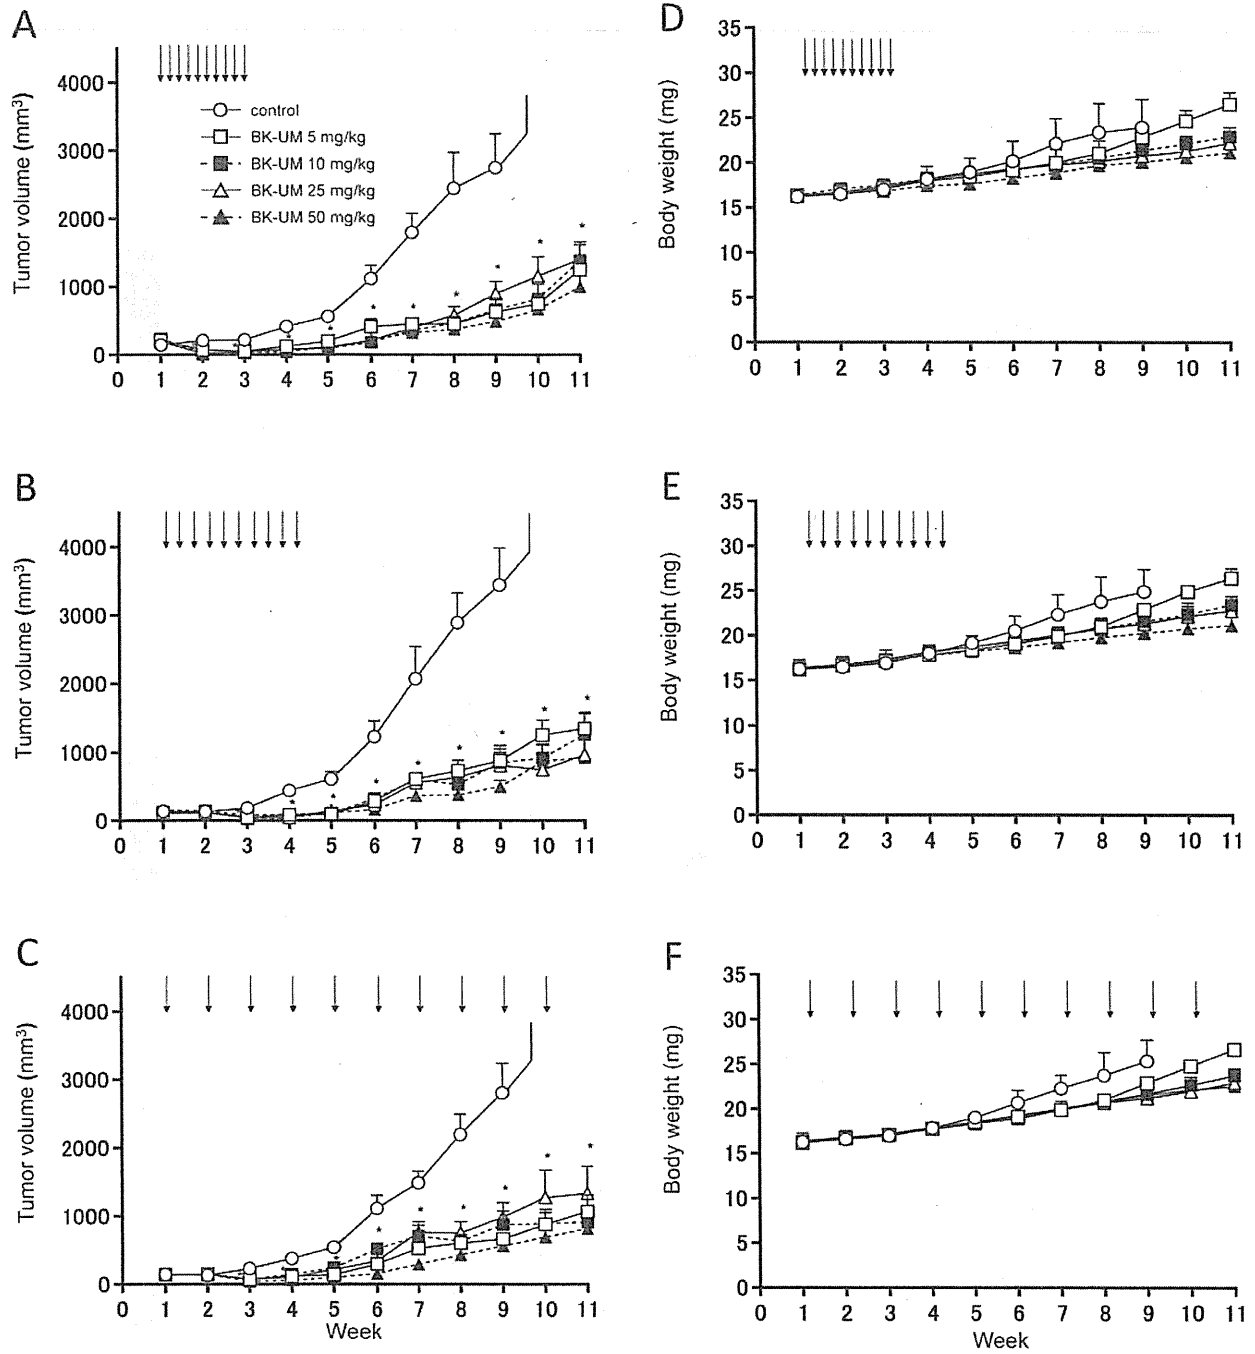 A
Tumor volume (mm³)
4000
3000
2000
1000
0
control
BK-UM 5 mg/kg
BK-UM 10 mg/kg
BK-UM 25 mg/kg
BK-UM 50 mg/kg
0 1 2 3 4 5 6 7 8 9 10 11
D
Body weight (mg)
35
30
25
20
15
10
5
0
0 1 2 3 4 5 6 7 8 9 10 11
B
Tumor volume (mm³)
4000
3000
2000
1000
0
0 1 2 3 4 5 6 7 8 9 10 11
E
Body weight (mg)
35
30
25
20
15
10
5
0
0 1 2 3 4 5 6 7 8 9 10 11
C
Tumor volume (mm³)
4000
3000
2000
1000
0
0 1 2 3 4 5 6 7 8 9 10 11
Week
F
Body weight (mg)
35
30
25
20
15
10
5
0
0 1 2 3 4 5 6 7 8 9 10 11
Week